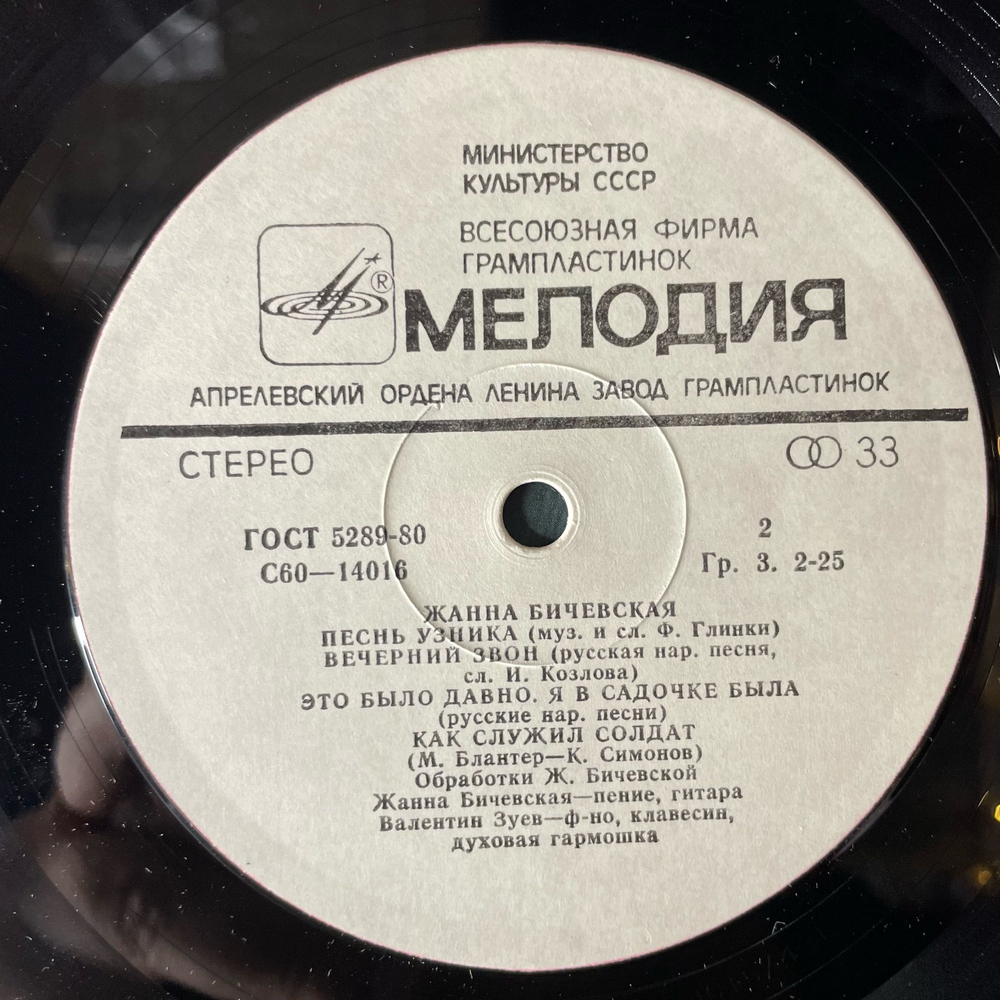 МИНИСТЕРСТВО
КУЛЬТУРЫ СССР
ВСЕСОЮЗНАЯ ФИРМА
ГРАМПЛАСТИНОК
®
МЕЛОДИЯ
АПРЕЛЕВСКИЙ ОРДЕНА ЛЕНИНА ЗАВОД ГРАМПЛАСТИНОК
СТЕРЕО 33
ГОСТ 5289-80 2
С60—14016 Гр. 3. 2-25
ЖАННА БИЧЕВСКАЯ
ПЕСНЬ УЗНИКА (муз. и сл. Ф. Глинки)
ВЕЧЕРНИЙ ЗВОН (русская нар. песня,
сл. И. Козлова)
ЭТО БЫЛО ДАВНО. Я В САДОЧКЕ БЫЛА
(русские нар. песни)
КАК СЛУЖИЛ СОЛДАТ
(М. Блантер—К. Симонов)
Обработки Ж. Бичевской
Жанна Бичевская—пение, гитара
Валентин Зуев—ф-но, клавесин,
духовая гармошка